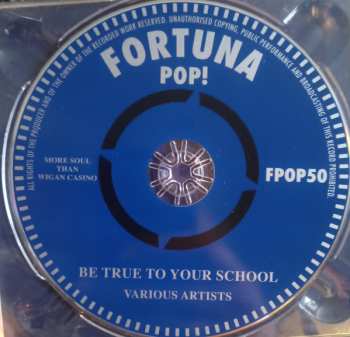 ALL RIGHTS OF THE PRODUCER AND OF THE OWNER OF THE RECORDED WORK RESERVED. UNAUTHORISED COPYING, PUBLIC PERFORMANCE AND BROADCASTING OF THIS RECORD PROHIBITED.
FORTUNA
POP!
MORE SOUL
THAN
WIGAN CASINO
FPOP50
BE TRUE TO YOUR SCHOOL
VARIOUS ARTISTS